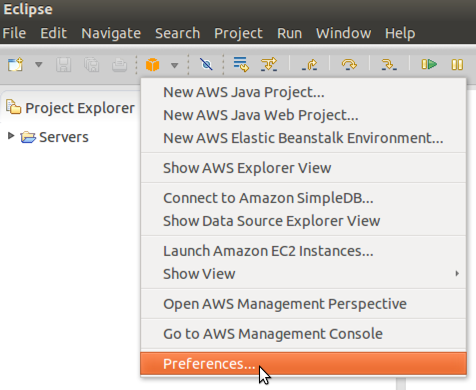 Eclipse
File Edit Navigate Search Project Run Window Help
Project Explorer
Servers
New AWS Java Project...
New AWS Java Web Project...
New AWS Elastic Beanstalk Environment...
Show AWS Explorer View
Connect to Amazon SimpleDB...
Show Data Source Explorer View
Launch Amazon EC2 Instances...
Show View
Open AWS Management Perspective
Go to AWS Management Console
Preferences...